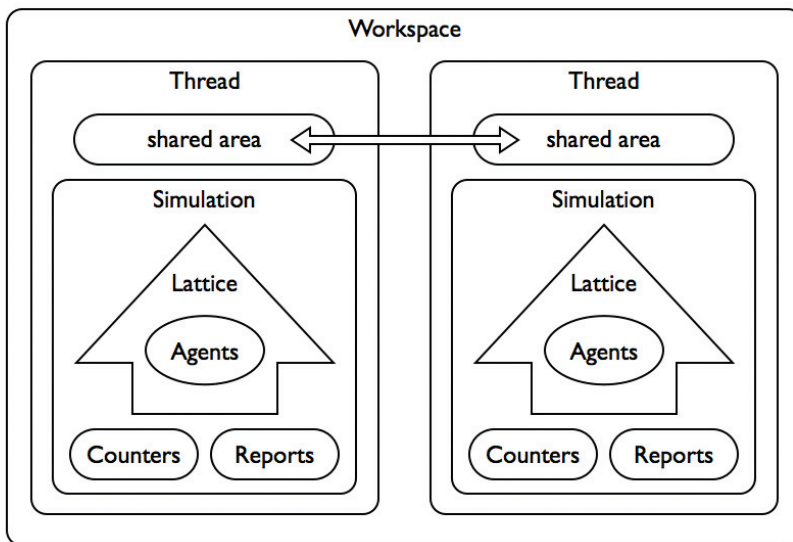 Workspace
Thread
shared area
Simulation
Lattice
Agents
Counters
Reports
Thread
shared area
Simulation
Lattice
Agents
Counters
Reports